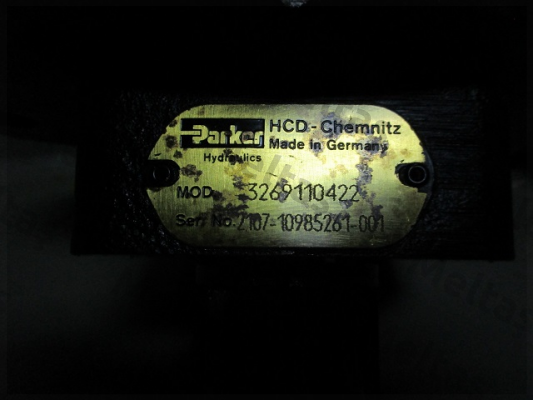 Parker
Hydraulics
HCD - Chemnitz
Made in Germany
MOD. 3269110422
Ser. No. 2107-10985261-001